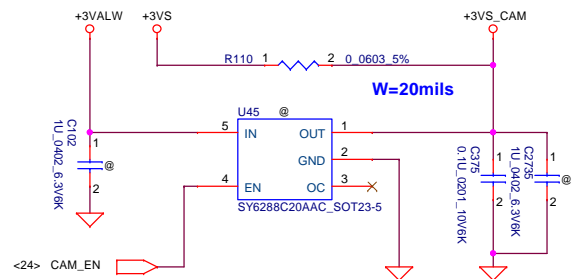 +3VALW
+3VS
+3VS_CAM
R110 1 2 0_0603_5%
W=20mils
U45 @
5 IN OUT 1
GND 2
4 EN OC 3
SY6288C20AAC_SOT23-5
C102
1U_0402_6.3V6K
1
@
2
C375
0.1U_0201_10V6K
1
2
C2735
1U_0402_6.3V6K
1
@
2
<24> CAM_EN